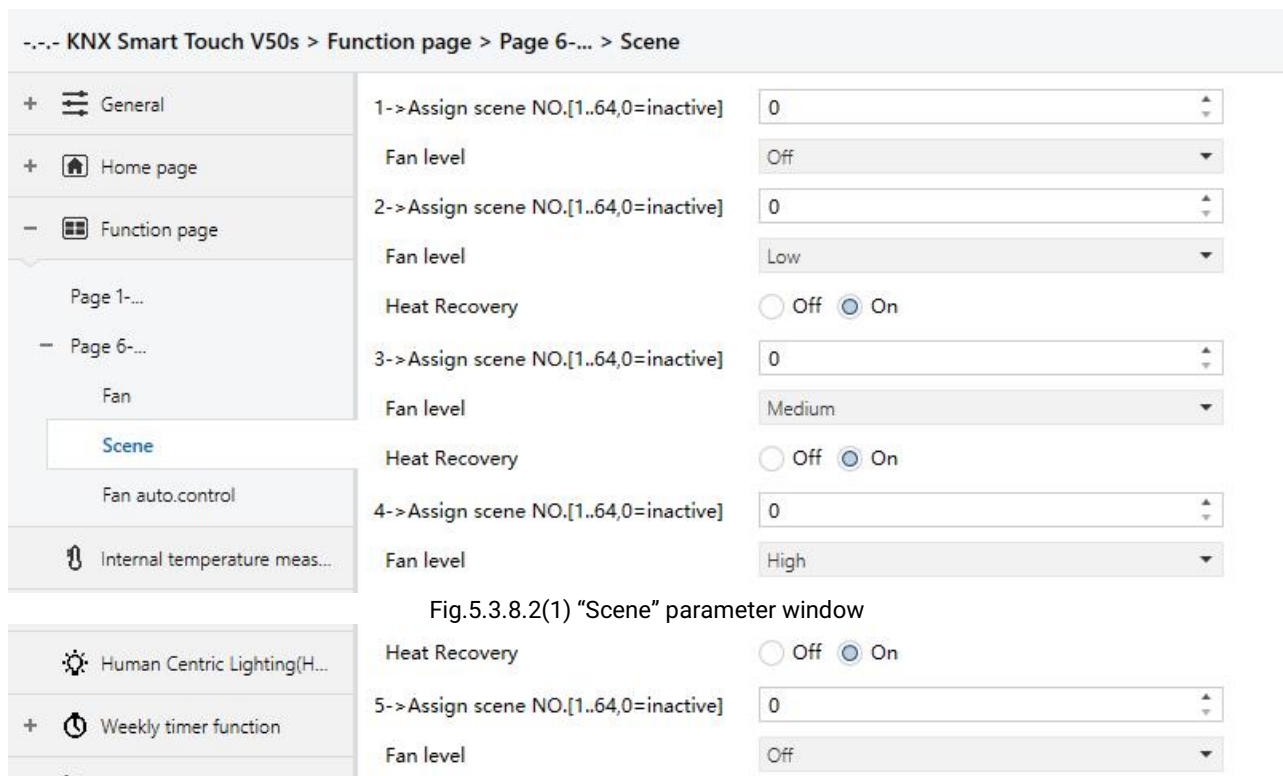 -.-.- KNX Smart Touch V50s > Function page > Page 6-... > Scene
+ General
+ Home page
– Function page
Page 1-...
– Page 6-...
Fan
Scene
Fan auto.control
Internal temperature meas...
1->Assign scene NO.[1..64,0=inactive] 0
Fan level Off
2->Assign scene NO.[1..64,0=inactive] 0
Fan level Low
Heat Recovery Off On
3->Assign scene NO.[1..64,0=inactive] 0
Fan level Medium
Heat Recovery Off On
4->Assign scene NO.[1..64,0=inactive] 0
Fan level High
Fig.5.3.8.2(1) “Scene” parameter window
Human Centric Lighting(H...
+ Weekly timer function
Heat Recovery Off On
5->Assign scene NO.[1..64,0=inactive] 0
Fan level Off